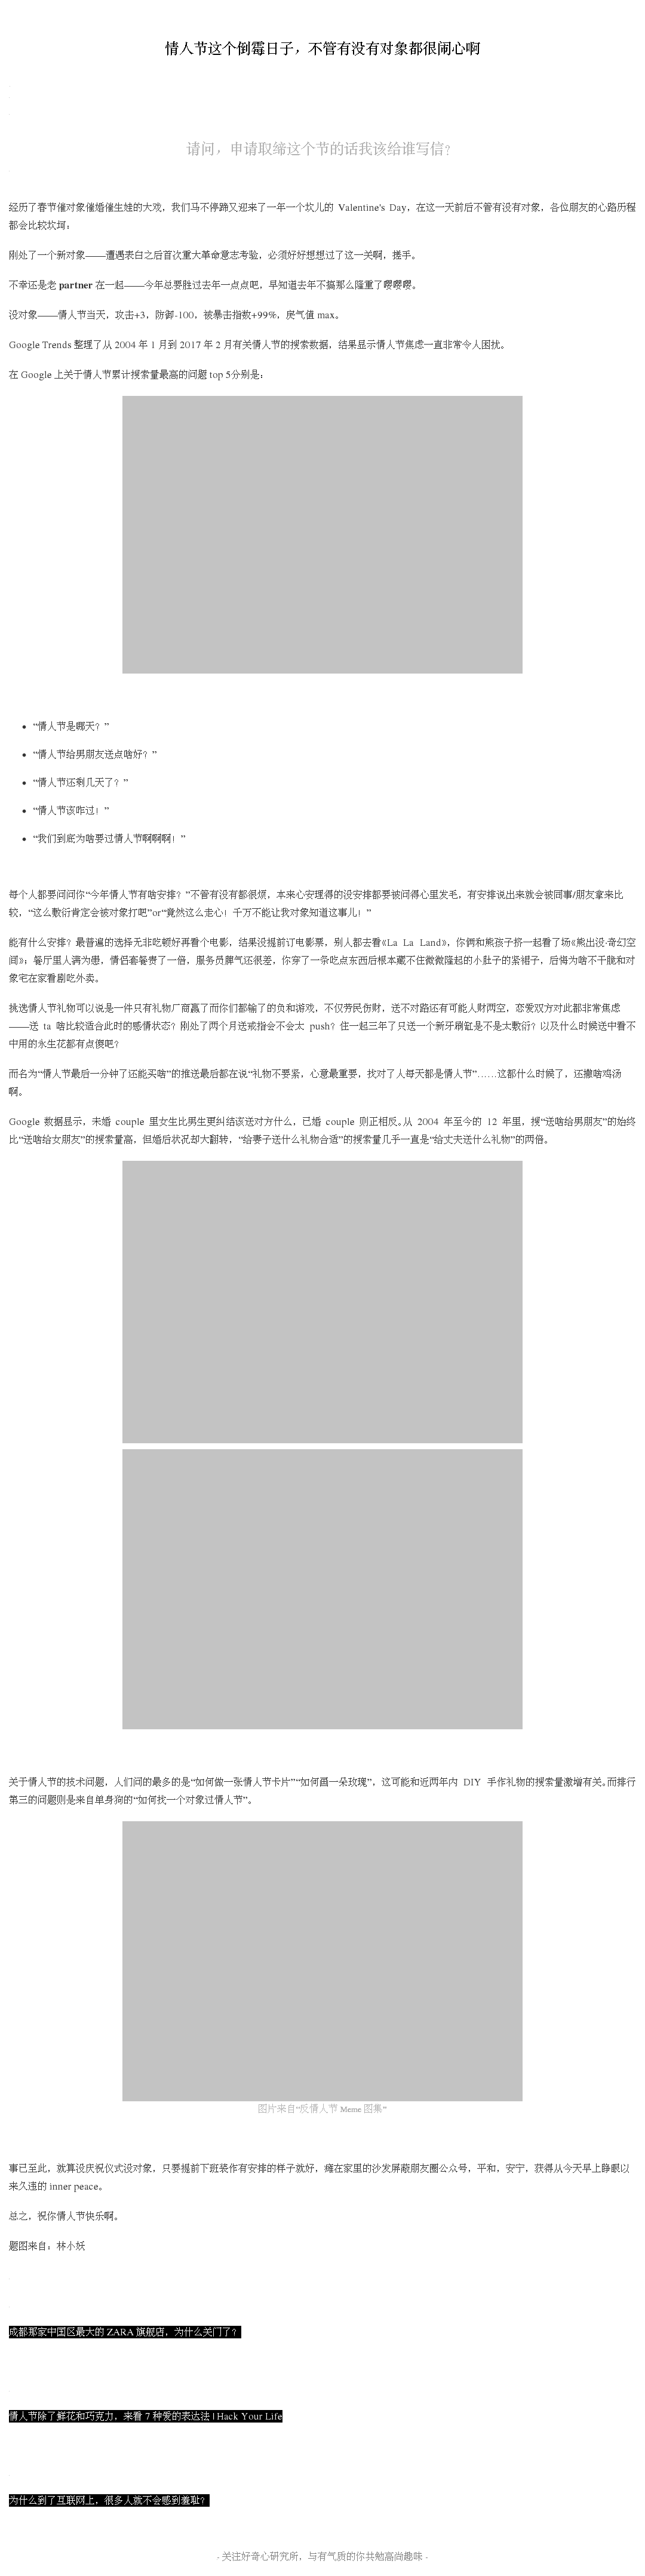 情人节这个倒霉日子，不管有没有对象都很闹心啊
请问，申请取缔这个节的话我该给谁写信？
经历了春节催对象催婚催生娃的大戏，我们马不停蹄又迎来了一年一个坎儿的 Valentine's Day，在这一天前后不管有没有对象，各位朋友的心路历程
都会比较坎坷：
刚处了一个新对象——遭遇表白之后首次重大革命意志考验，必须好好想想过了这一关啊，搓手。
不幸还是老 partner 在一起——今年总要胜过去年一点点吧，早知道去年不搞那么隆重了嘤嘤嘤。
没对象——情人节当天，攻击+3，防御-100，被暴击指数+99%，戾气值 max。
Google Trends 整理了从 2004 年 1 月到 2017 年 2 月有关情人节的搜索数据，结果显示情人节焦虑一直非常令人困扰。
在 Google 上关于情人节累计搜索量最高的问题 top 5分别是：
• “情人节是哪天？”
• “情人节给男朋友送点啥好？”
• “情人节还剩几天了？”
• “情人节该咋过！”
• “我们到底为啥要过情人节啊啊啊！”
每个人都要问问你“今年情人节有啥安排？”不管有没有都很烦，本来心安理得的没安排都要被问得心里发毛，有安排说出来就会被同事/朋友拿来比
较，“这么敷衍肯定会被对象打吧”or“竟然这么走心！千万不能让我对象知道这事儿！”
能有什么安排？最普遍的选择无非吃顿好再看个电影，结果没提前订电影票，别人都去看《La La Land》，你俩和熊孩子挤一起看了场《熊出没·奇幻空
间》；餐厅里人满为患，情侣套餐贵了一倍，服务员脾气还很差，你穿了一条吃点东西后根本藏不住微微隆起的小肚子的紧裙子，后悔为啥不干脆和对
象宅在家看剧吃外卖。
挑选情人节礼物可以说是一件只有礼物厂商赢了而你们都输了的负和游戏，不仅劳民伤财，送不对路还有可能人财两空，恋爱双方对此都非常焦虑
——送 ta 啥比较适合此时的感情状态？刚处了两个月送戒指会不会太 push？住一起三年了只送一个新牙刷缸是不是太敷衍？以及什么时候送中看不
中用的永生花都有点傻吧？
而名为“情人节最后一分钟了还能买啥”的推送最后都在说“礼物不要紧，心意最重要，找对了人每天都是情人节”……这都什么时候了，还撒啥鸡汤
啊。
Google 数据显示，未婚 couple 里女生比男生更纠结该送对方什么，已婚 couple 则正相反。从 2004 年至今的 12 年里，搜“送啥给男朋友”的始终
比“送啥给女朋友”的搜索量高，但婚后状况却大翻转，“给妻子送什么礼物合适”的搜索量几乎一直是“给丈夫送什么礼物”的两倍。
关于情人节的技术问题，人们问的最多的是“如何做一张情人节卡片”“如何画一朵玫瑰”，这可能和近两年内 DIY 手作礼物的搜索量激增有关。而排行
第三的问题则是来自单身狗的“如何找一个对象过情人节”。
图片来自“反情人节 Meme 图集”
事已至此，就算没庆祝仪式没对象，只要提前下班装作有安排的样子就好，瘫在家里的沙发屏蔽朋友圈公众号，平和，安宁，获得从今天早上睁眼以
来久违的 inner peace。
总之，祝你情人节快乐啊。
题图来自：林小妖
成都那家中国区最大的 ZARA 旗舰店，为什么关门了？
情人节除了鲜花和巧克力，来看 7 种爱的表达法 | Hack Your Life
为什么到了互联网上，很多人就不会感到羞耻？
- 关注好奇心研究所，与有气质的你共勉高尚趣味 -